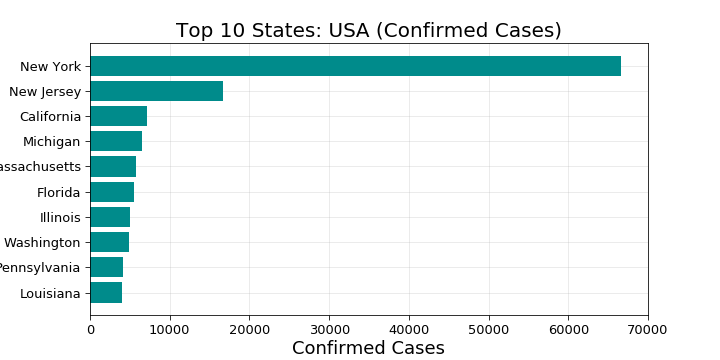 Top 10 States: USA (Confirmed Cases)
New York
New Jersey
California
Michigan
assachusetts
Florida
Illinois
Washington
Pennsylvania
Louisiana
0 10000 20000 30000 40000 50000 60000 70000
Confirmed Cases